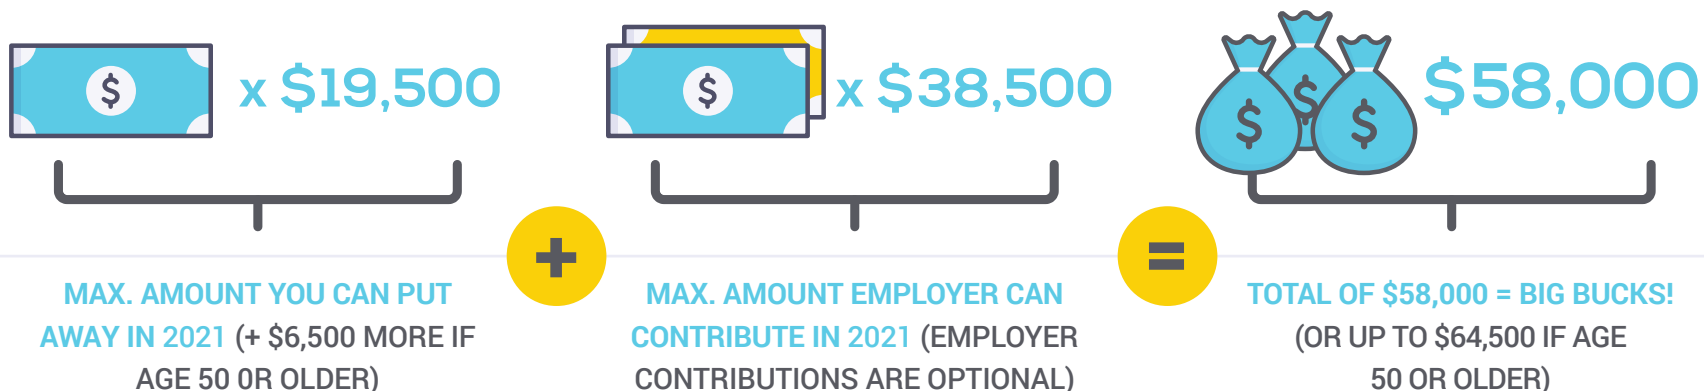 $ x $19,500
$ x $38,500
$ $ $ $58,000
+
=
MAX. AMOUNT YOU CAN PUT
AWAY IN 2021 (+ $6,500 MORE IF
AGE 50 0R OLDER)
MAX. AMOUNT EMPLOYER CAN
CONTRIBUTE IN 2021 (EMPLOYER
CONTRIBUTIONS ARE OPTIONAL)
TOTAL OF $58,000 = BIG BUCKS!
(OR UP TO $64,500 IF AGE
50 OR OLDER)